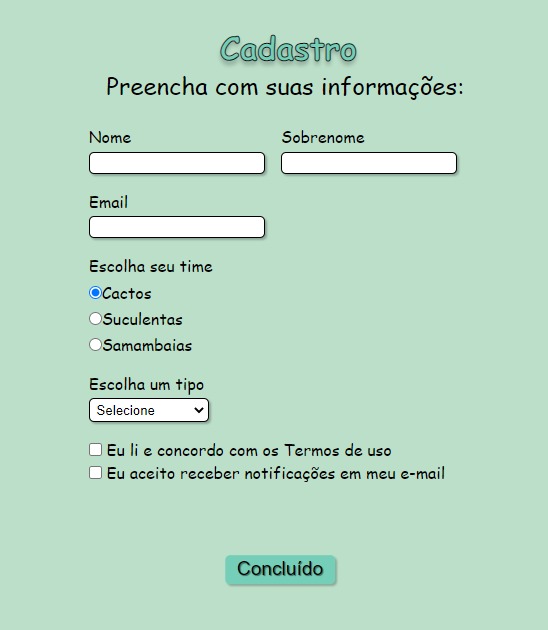 Cadastro
Preencha com suas informações:
Nome Sobrenome
Email
Escolha seu time
Cactos
Suculentas
Samambaias
Escolha um tipo
Selecione
Eu li e concordo com os Termos de uso
Eu aceito receber notificações em meu e-mail
Concluído